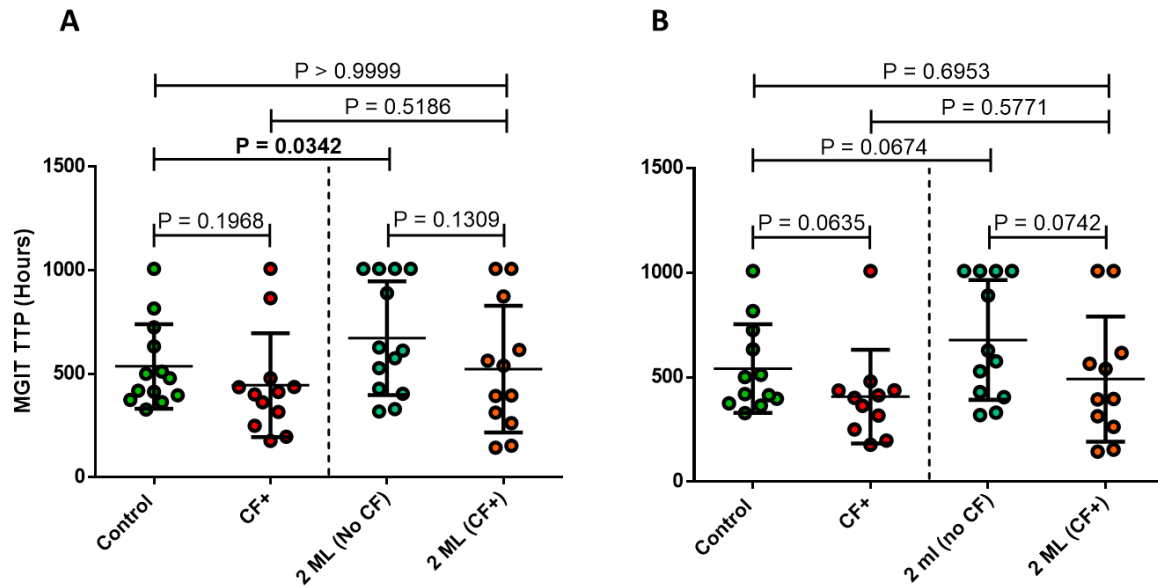 A
P > 0.9999
P = 0.5186
P = 0.0342
P = 0.1968
P = 0.1309
MGIT TTP (Hours)
1500
1000
500
0
Control
CF+
2 ML (No CF)
2 ML (CF+)
B
P = 0.6953
P = 0.5771
P = 0.0674
P = 0.0635
P = 0.0742
1500
1000
500
0
Control
CF+
2 ml (no CF)
2 ML (CF+)